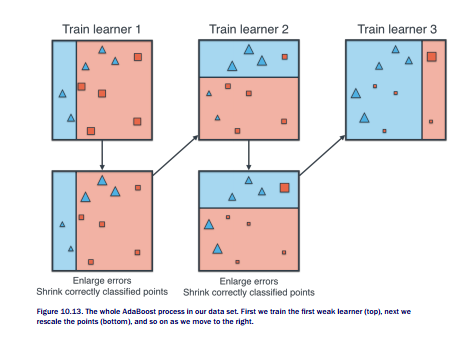 Train learner 1
Train learner 2
Train learner 3
Enlarge errors
Shrink correctly classified points
Enlarge errors
Shrink correctly classified points
Figure 10.13. The whole AdaBoost process in our data set. First we train the first weak learner (top), next we
rescale the points (bottom), and so on as we move to the right.